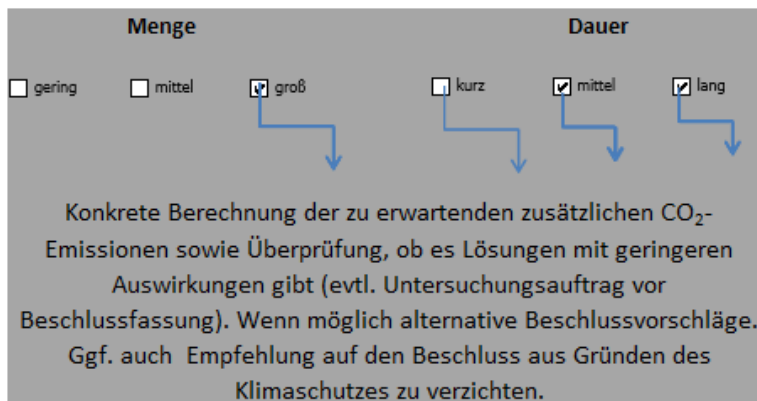 Menge Dauer
gering mittel groß kurz mittel lang
Konkrete Berechnung der zu erwartenden zusätzlichen CO₂-
Emissionen sowie Überprüfung, ob es Lösungen mit geringeren
Auswirkungen gibt (evtl. Untersuchungsauftrag vor
Beschlussfassung). Wenn möglich alternative Beschlussvorschläge.
Ggf. auch Empfehlung auf den Beschluss aus Gründen des
Klimaschutzes zu verzichten.